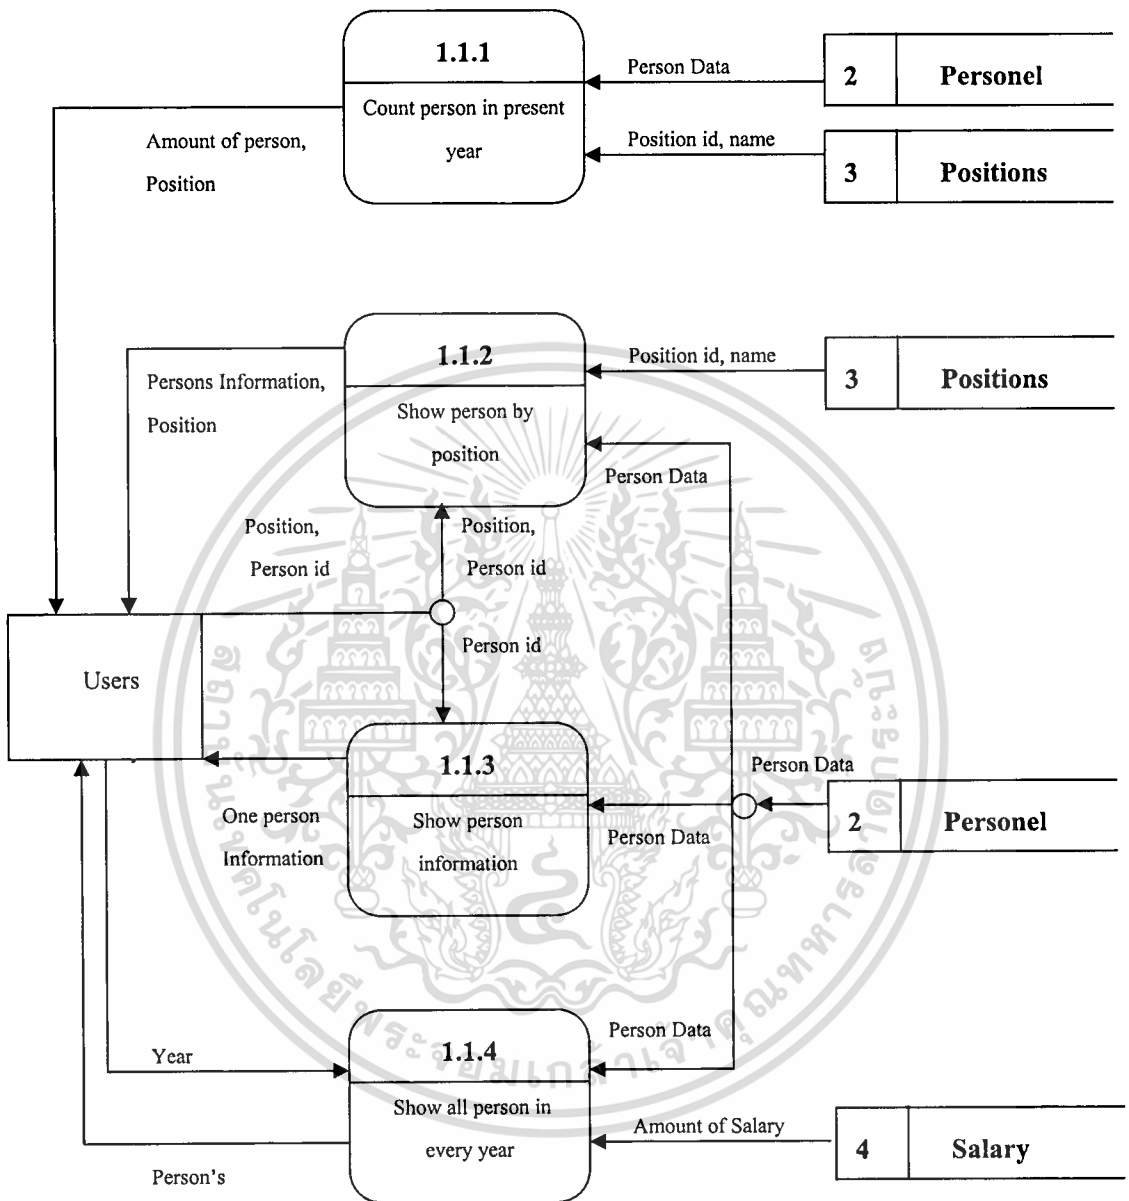 1.1.1
Count person in present
year
Person Data
2 Personel
Position id, name
3 Positions
Amount of person,
Position
1.1.2
Show person by
position
Position id, name
3 Positions
Persons Information,
Position
Person Data
Position,
Person id
Position,
Person id
Users
Person id
1.1.3
Show person
information
One person
Information
Person Data
Person Data
2 Personel
1.1.4
Show all person in
every year
Year
Person Data
Amount of Salary
4 Salary
Person's